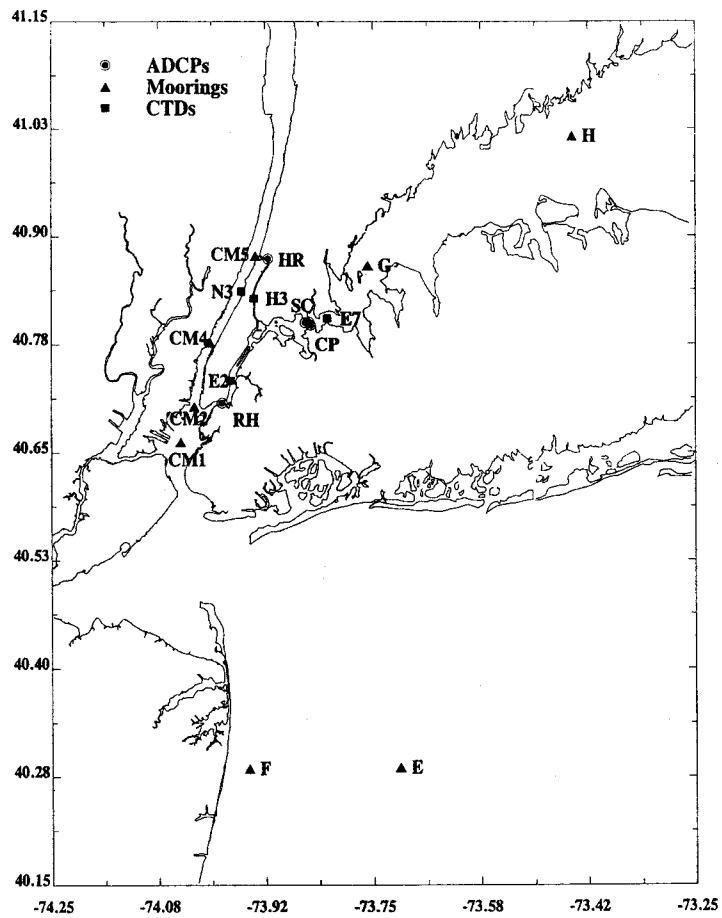 41.15
ADCPs
Moorings
CTDs
41.03
H
40.90
CM5
HR
G
N3
H3
SC
E7
40.78
CM4
CP
E2
CM2
RH
40.65
CM1
40.53
40.40
40.28
F
E
40.15
-74.25 -74.08 -73.92 -73.75 -73.58 -73.42 -73.25